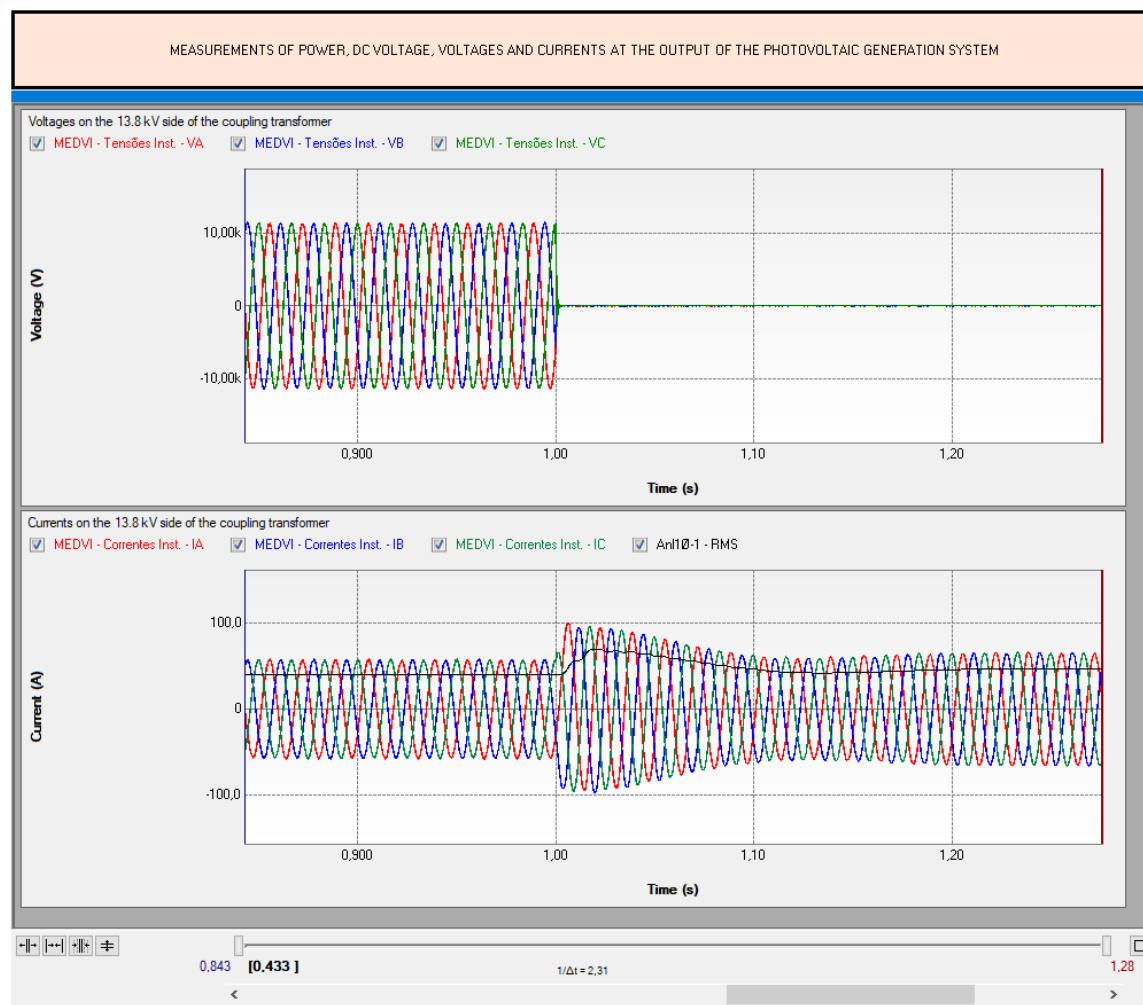 MEASUREMENTS OF POWER, DC VOLTAGE, VOLTAGES AND CURRENTS AT THE OUTPUT OF THE PHOTOVOLTAIC GENERATION SYSTEM
Voltages on the 13.8 kV side of the coupling transformer
MEDVI - Tensões Inst. - VA MEDVI - Tensões Inst. - VB MEDVI - Tensões Inst. - VC
10,00k
0
-10,00k
Voltage (V)
0,900 1,00 1,10 1,20
Time (s)
Currents on the 13.8 kV side of the coupling transformer
MEDVI - Correntes Inst. - IA MEDVI - Correntes Inst. - IB MEDVI - Correntes Inst. - IC Anl1Ø-1 - RMS
100,0
0
-100,0
Current (A)
0,900 1,00 1,10 1,20
Time (s)
0,843 [0,433 ] 1/Δt = 2,31 1,28